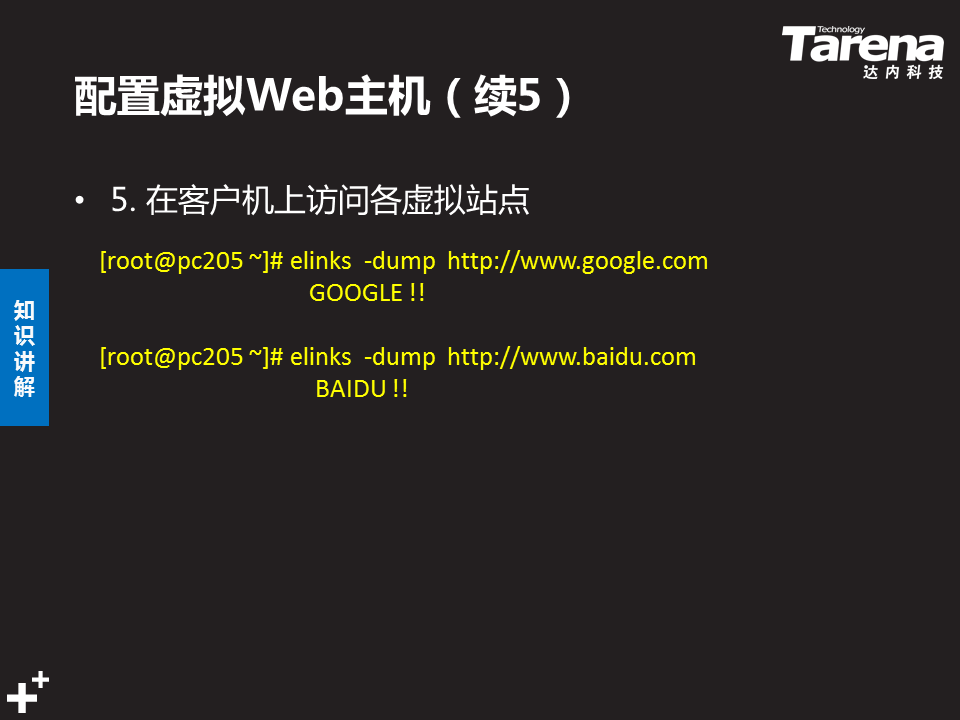 Technology
Tarena
达内科技
配置虚拟Web主机（续5）
• 5. 在客户机上访问各虚拟站点
[root@pc205 ~]# elinks  -dump  http://www.google.com
GOOGLE !!
[root@pc205 ~]# elinks  -dump  http://www.baidu.com
BAIDU !!
知
识
讲
解